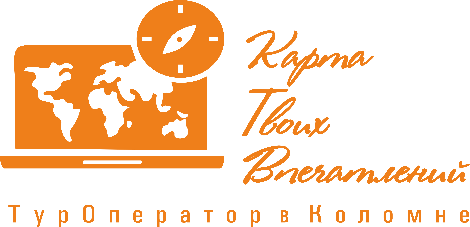 Карта
Твоих
Впечатлений
ТурОператор в Коломне